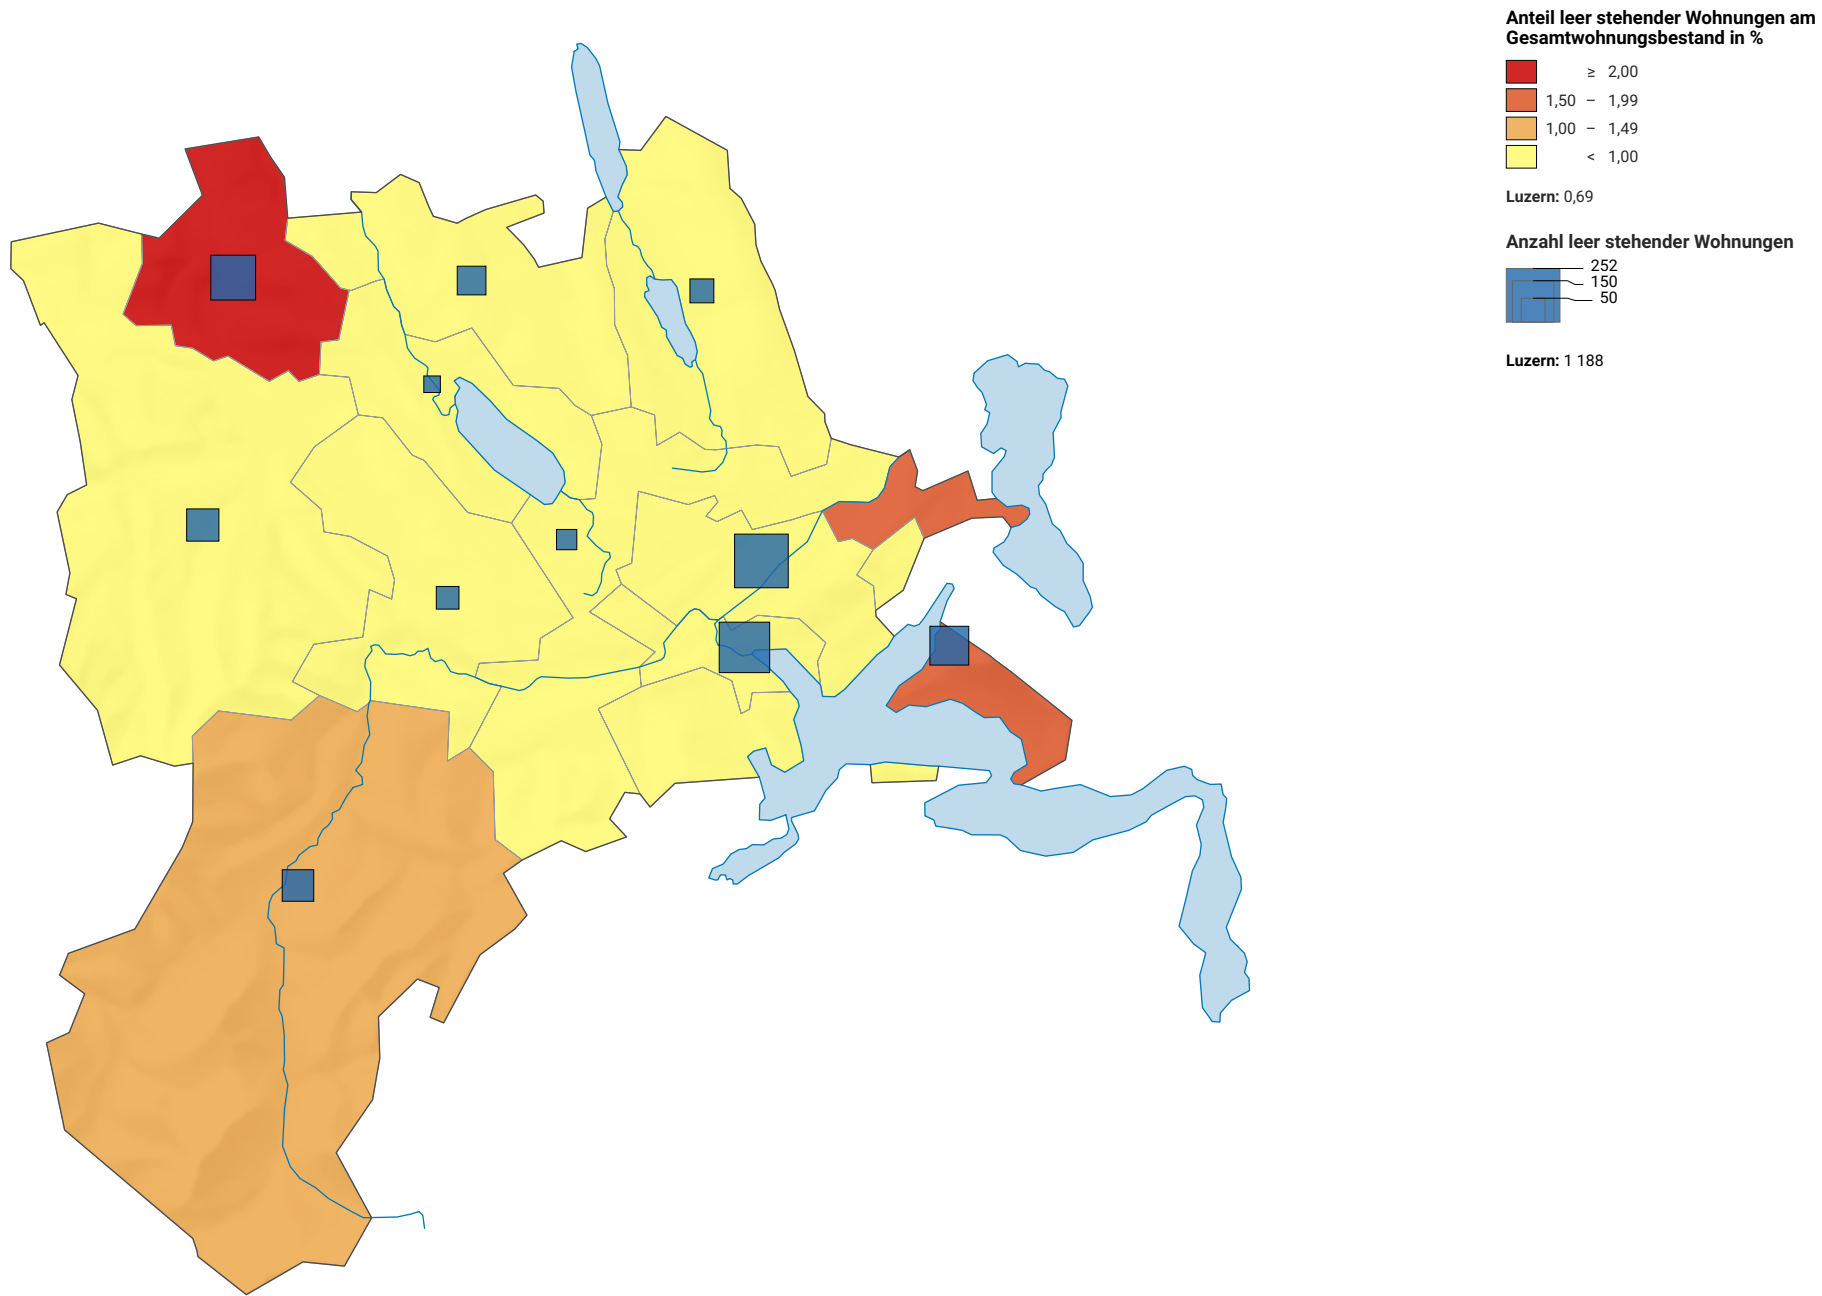 Anteil leer stehender Wohnungen am
Gesamtwohnungsbestand in %
≥ 2,00
1,50 – 1,99
1,00 – 1,49
< 1,00
Luzern: 0,69
Anzahl leer stehender Wohnungen
252
150
50
Luzern: 1 188